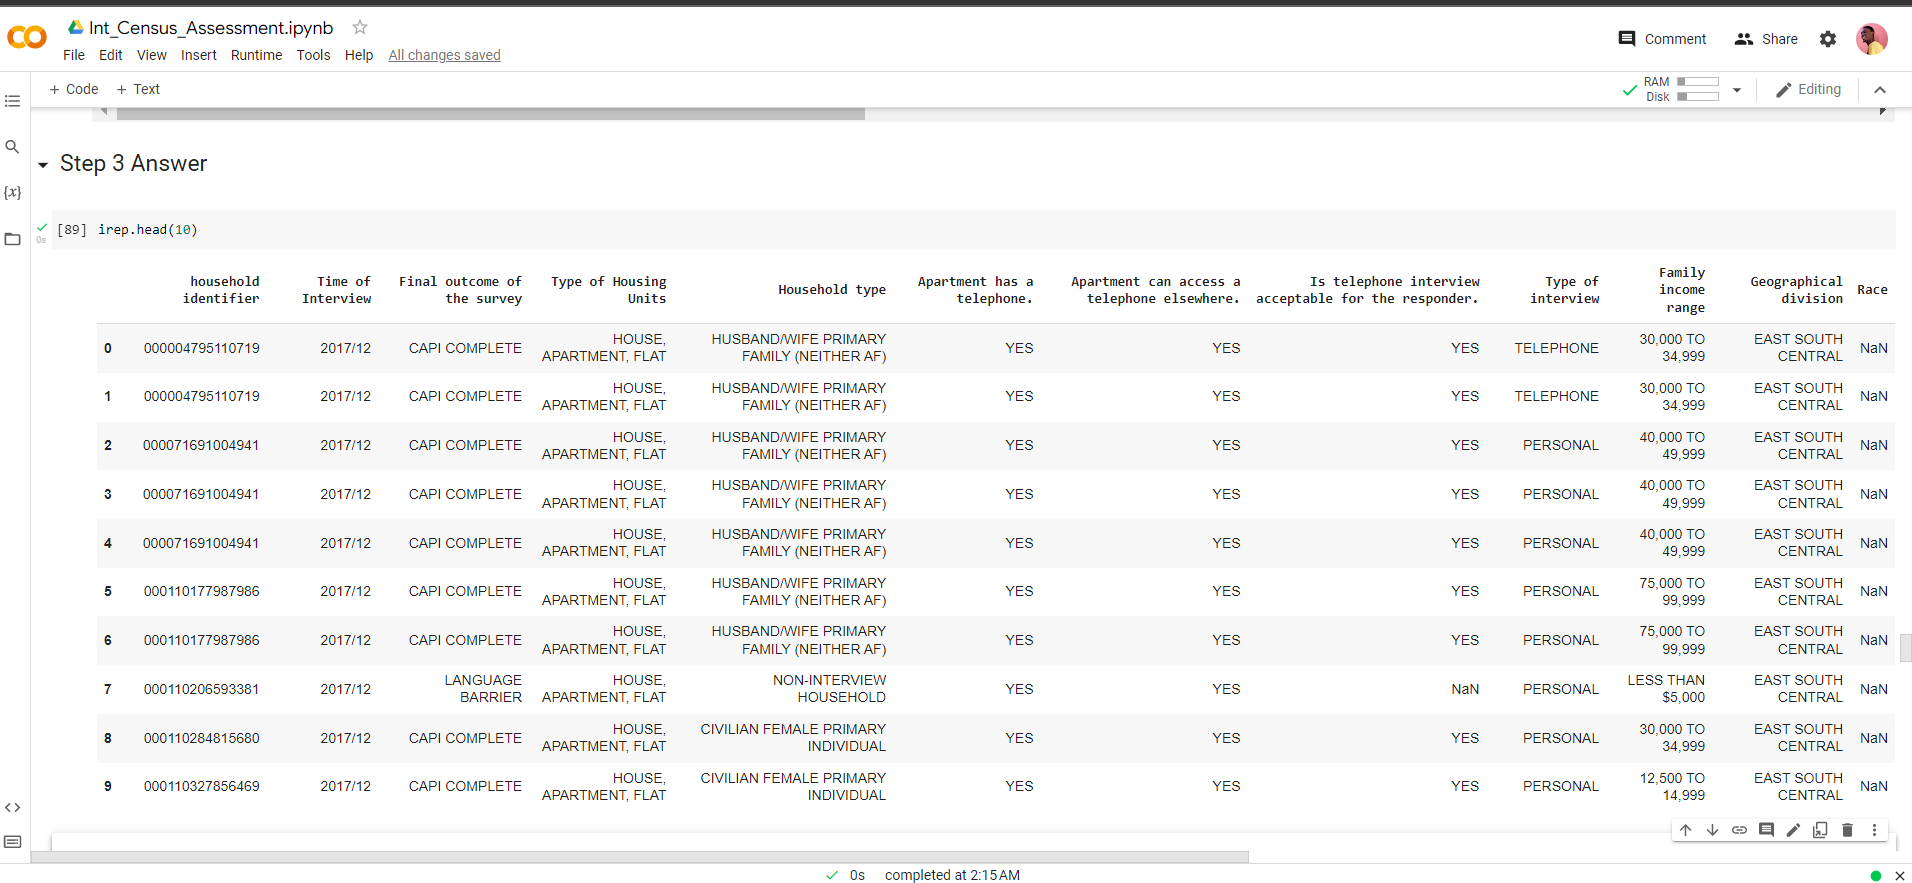 Int_Census_Assessment.ipynb
File Edit View Insert Runtime Tools Help All changes saved
Comment Share
+ Code + Text
RAM
Disk
Editing
Step 3 Answer
{x}
[89] irep.head(10)
0s
household identifier Time of Interview Final outcome of the survey Type of Housing Units Household type Apartment has a telephone. Apartment can access a telephone elsewhere. Is telephone interview acceptable for the responder. Type of interview Family income range Geographical division Race
0 000004795110719 2017/12 CAPI COMPLETE HOUSE, APARTMENT, FLAT HUSBAND/WIFE PRIMARY FAMILY (NEITHER AF) YES YES YES TELEPHONE 30,000 TO 34,999 EAST SOUTH CENTRAL NaN
1 000004795110719 2017/12 CAPI COMPLETE HOUSE, APARTMENT, FLAT HUSBAND/WIFE PRIMARY FAMILY (NEITHER AF) YES YES YES TELEPHONE 30,000 TO 34,999 EAST SOUTH CENTRAL NaN
2 000071691004941 2017/12 CAPI COMPLETE HOUSE, APARTMENT, FLAT HUSBAND/WIFE PRIMARY FAMILY (NEITHER AF) YES YES YES PERSONAL 40,000 TO 49,999 EAST SOUTH CENTRAL NaN
3 000071691004941 2017/12 CAPI COMPLETE HOUSE, APARTMENT, FLAT HUSBAND/WIFE PRIMARY FAMILY (NEITHER AF) YES YES YES PERSONAL 40,000 TO 49,999 EAST SOUTH CENTRAL NaN
4 000071691004941 2017/12 CAPI COMPLETE HOUSE, APARTMENT, FLAT HUSBAND/WIFE PRIMARY FAMILY (NEITHER AF) YES YES YES PERSONAL 40,000 TO 49,999 EAST SOUTH CENTRAL NaN
5 000110177987986 2017/12 CAPI COMPLETE HOUSE, APARTMENT, FLAT HUSBAND/WIFE PRIMARY FAMILY (NEITHER AF) YES YES YES PERSONAL 75,000 TO 99,999 EAST SOUTH CENTRAL NaN
6 000110177987986 2017/12 CAPI COMPLETE HOUSE, APARTMENT, FLAT HUSBAND/WIFE PRIMARY FAMILY (NEITHER AF) YES YES YES PERSONAL 75,000 TO 99,999 EAST SOUTH CENTRAL NaN
7 000110206593381 2017/12 LANGUAGE BARRIER HOUSE, APARTMENT, FLAT NON-INTERVIEW HOUSEHOLD YES YES NaN PERSONAL LESS THAN $5,000 EAST SOUTH CENTRAL NaN
8 000110284815680 2017/12 CAPI COMPLETE HOUSE, APARTMENT, FLAT CIVILIAN FEMALE PRIMARY INDIVIDUAL YES YES YES PERSONAL 30,000 TO 34,999 EAST SOUTH CENTRAL NaN
9 000110327856469 2017/12 CAPI COMPLETE HOUSE, APARTMENT, FLAT CIVILIAN FEMALE PRIMARY INDIVIDUAL YES YES YES PERSONAL 12,500 TO 14,999 EAST SOUTH CENTRAL NaN
0s completed at 2:15 AM